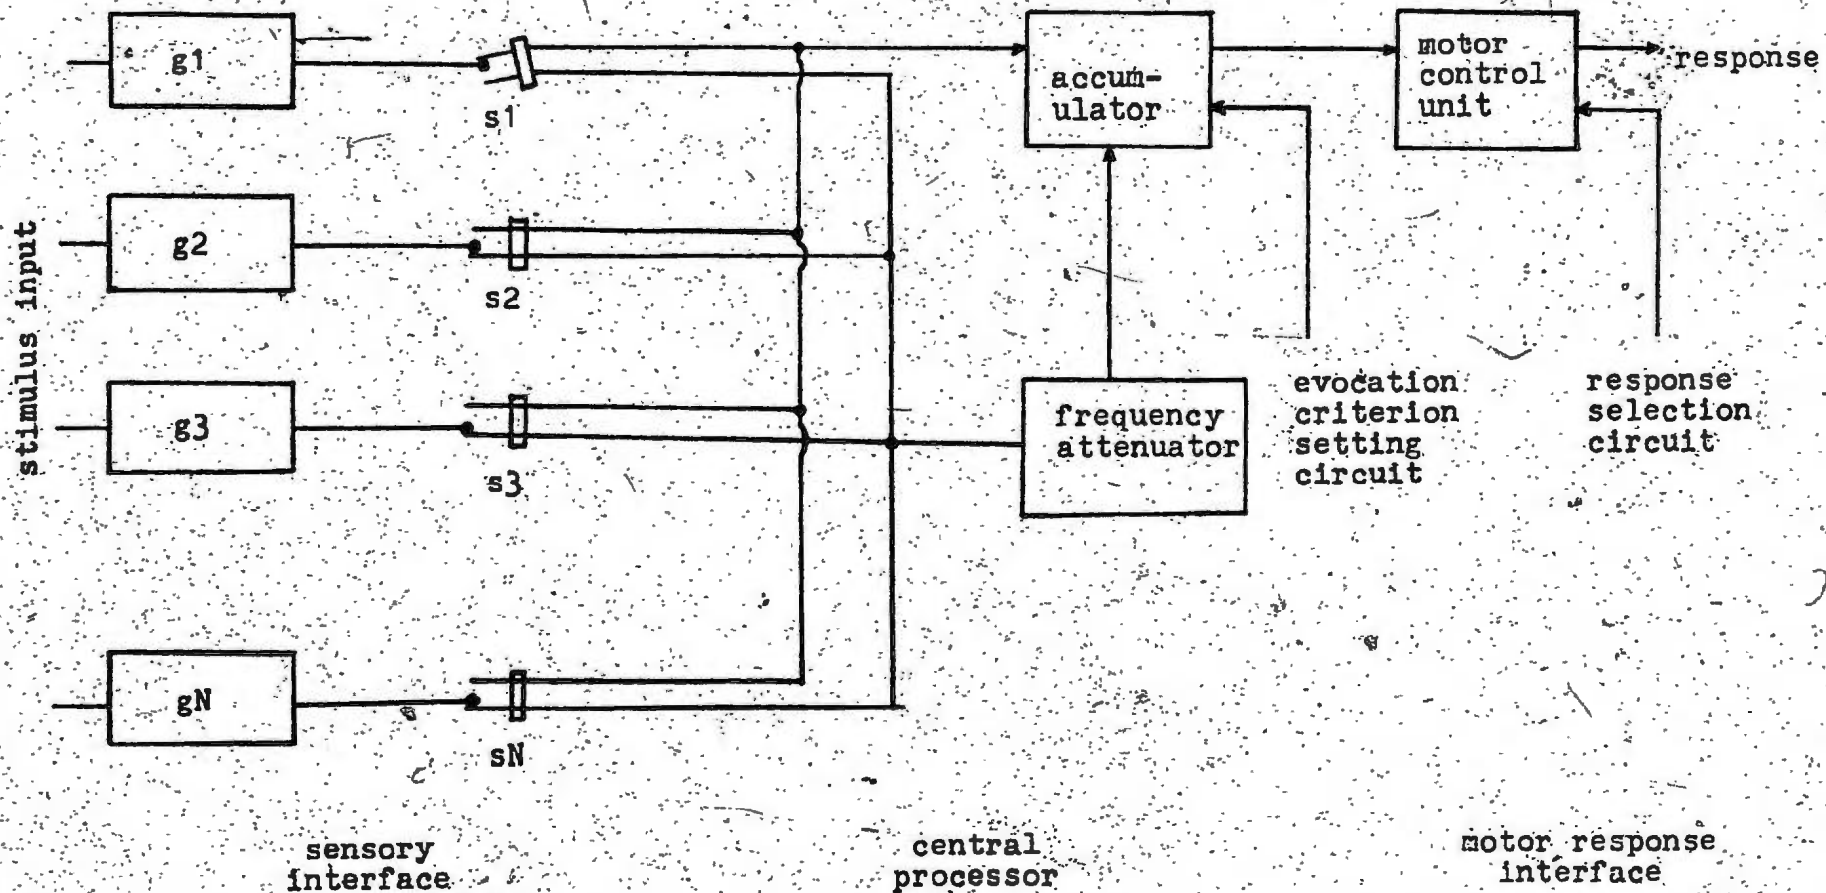 stimulus input
g1
s1
g2
s2
g3
s3
gN
sN
accum-
ulator
motor
control
unit
response
frequency
attenuator
evocation
criterion
setting
circuit
response
selection
circuit
sensory
interface
central
processor
motor response
interface